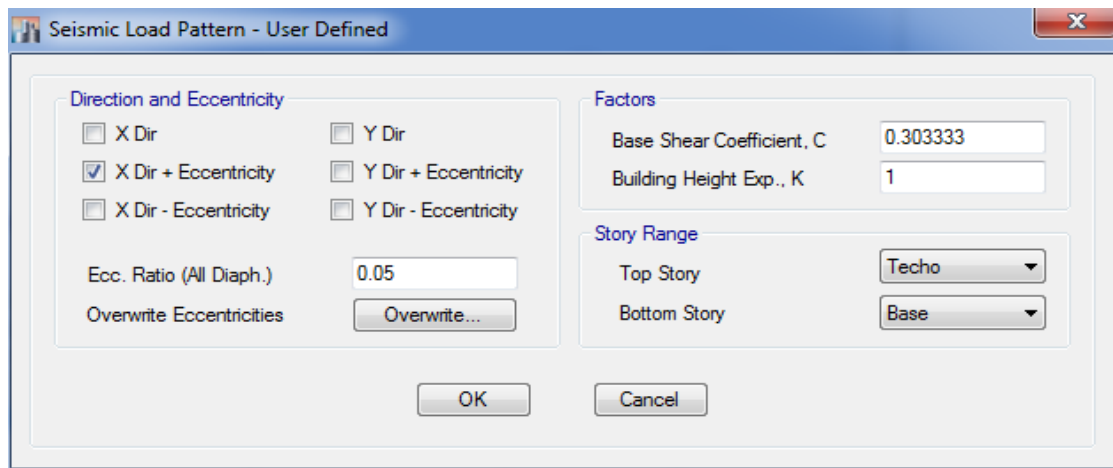 Seismic Load Pattern - User Defined
Direction and Eccentricity
X Dir
Y Dir
X Dir + Eccentricity
Y Dir + Eccentricity
X Dir - Eccentricity
Y Dir - Eccentricity
Ecc. Ratio (All Diaph.)
0.05
Overwrite Eccentricities
Overwrite...
Factors
Base Shear Coefficient, C
0.303333
Building Height Exp., K
1
Story Range
Top Story
Techo
Bottom Story
Base
OK
Cancel